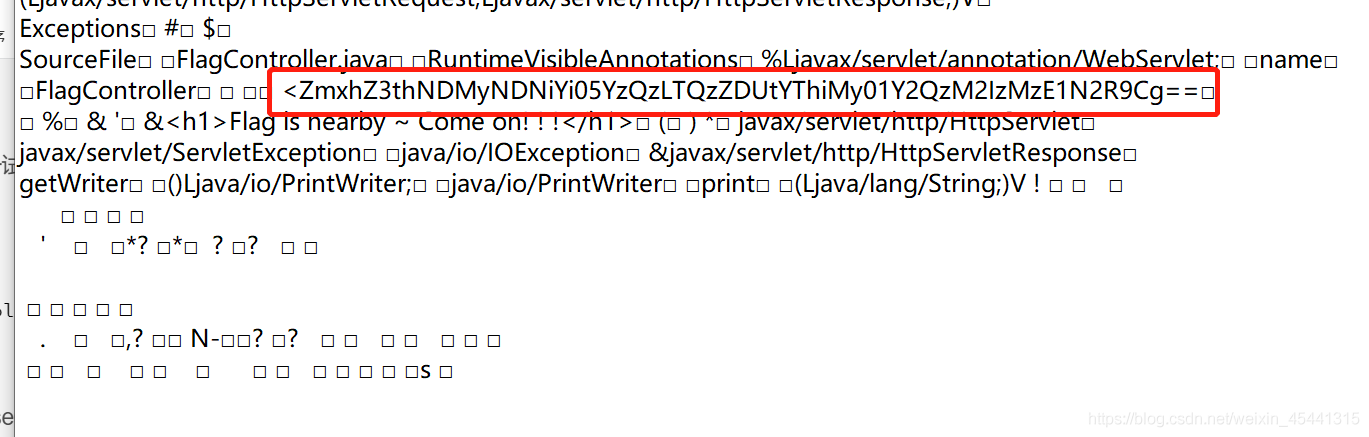 (Ljavax/servlet/http/HttpServletRequest;Ljavax/servlet/http/HttpServletResponse;)V□
Exceptions□ #□ $□
SourceFile□ □FlagController.java□ □RuntimeVisibleAnnotations□ %Ljavax/servlet/annotation/WebServlet;□ □name□
□FlagController□ □ □□ <ZmxhZ3thNDMyNDNiYi05YzQzLTQzZDUtYThiMy01Y2QzM2IzMzE1N2R9Cg==□
□ %□ & '□ &<h1>Flag is nearby ~ Come on! ! !</h1>□ (□ ) *□ javax/servlet/http/HttpServlet□
javax/servlet/ServletException□ □java/io/IOException□ &javax/servlet/http/HttpServletResponse□
getWriter□ □()Ljava/io/PrintWriter;□ □java/io/PrintWriter□ □print□ □(Ljava/lang/String;)V ! □ □ □
□ □ □ □
' □ □*? □*□ ? □? □ □
□ □ □ □ □
. □ □,? □□ N-□□? □? □ □ □ □ □ □ □
□ □ □ □ □ □ □ □ □ □ □ □ □ □s □
试
se
https://blog.csdn.net/weixin_45441315